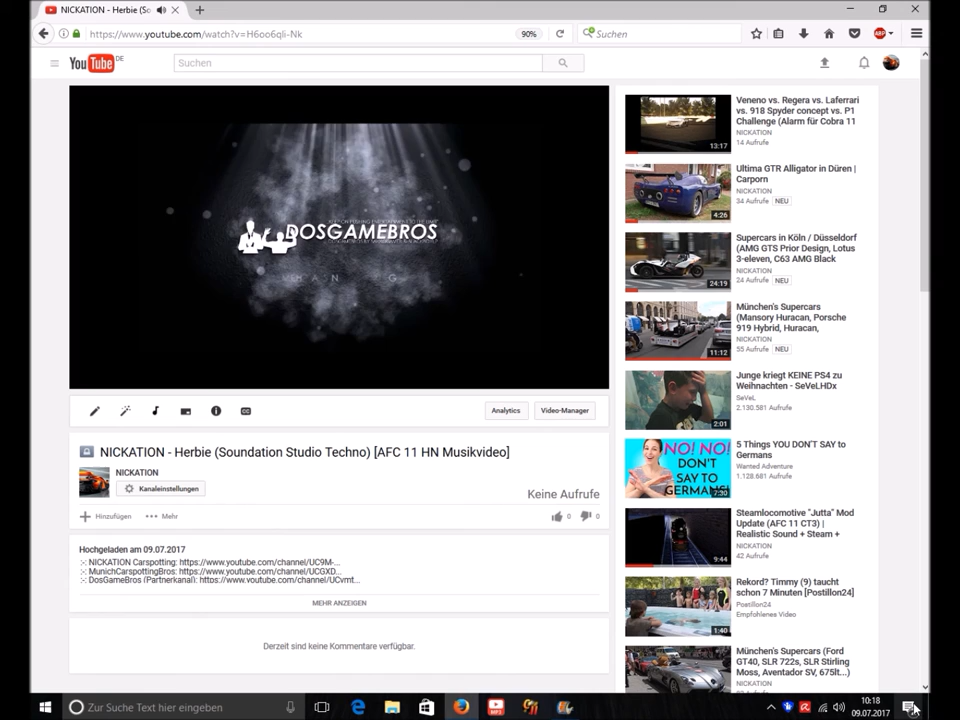 NICKATION - Herbie (So
https://www.youtube.com/watch?v=H6oo6qli-Nk
90%
Suchen
ABP
YouTube DE
Suchen
DOSGAMEBROS
NICKATION - Herbie (Soundation Studio Techno) [AFC 11 HN Musikvideo]
Analytics
Video-Manager
NICKATION
Kanaleinstellungen
Keine Aufrufe
Hinzufügen
Mehr
0
0
Hochgeladen am 09.07.2017
:-: NICKATION Carspotting: https://www.youtube.com/channel/UC9M-...
:-: MunichCarspottingBros: https://www.youtube.com/channel/UCGXD...
:-: DosGameBros (Partnerkanal): https://www.youtube.com/channel/UCvmt...
MEHR ANZEIGEN
Derzeit sind keine Kommentare verfügbar.
13:17
Veneno vs. Regera vs. Laferrari
vs. 918 Spyder concept vs. P1
Challenge (Alarm für Cobra 11
NICKATION
14 Aufrufe
4:26
Ultima GTR Alligator in Düren |
Carporn
NICKATION
34 Aufrufe NEU
24:19
Supercars in Köln / Düsseldorf
(AMG GTS Prior Design, Lotus
3-eleven, C63 AMG Black
NICKATION
24 Aufrufe NEU
11:12
München's Supercars
(Mansory Huracan, Porsche
919 Hybrid, Huracan,
NICKATION
55 Aufrufe NEU
2:01
Junge kriegt KEINE PS4 zu
Weihnachten - SeVeLHDx
SeVeL
2.130.581 Aufrufe
NO! NO!
DON'T
SAY TO
GERMANS!
7:30
5 Things YOU DON'T SAY to
Germans
Wanted Adventure
1.128.681 Aufrufe
9:44
Steamlocomotive "Jutta" Mod
Update (AFC 11 CT3) |
Realistic Sound + Steam +
NICKATION
42 Aufrufe
1:40
Rekord? Timmy (9) taucht
schon 7 Minuten [Postillon24]
Postillon24
Empfohlenes Video
München's Supercars (Ford
GT40, SLR 722s, SLR Stirling
Moss, Aventador SV, 675lt...)
Zur Suche Text hier eingeben
MP3
10:18
09.07.2017